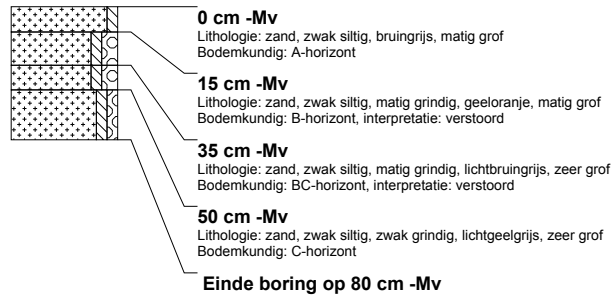 0 cm -Mv
Lithologie: zand, zwak siltig, bruingrijs, matig grof
Bodemkundig: A-horizont
15 cm -Mv
Lithologie: zand, zwak siltig, matig grindig, geeloranje, matig grof
Bodemkundig: B-horizont, interpretatie: verstoord
35 cm -Mv
Lithologie: zand, zwak siltig, matig grindig, lichtbruingrijs, zeer grof
Bodemkundig: BC-horizont, interpretatie: verstoord
50 cm -Mv
Lithologie: zand, zwak siltig, zwak grindig, lichtgeelgrijs, zeer grof
Bodemkundig: C-horizont
Einde boring op 80 cm -Mv